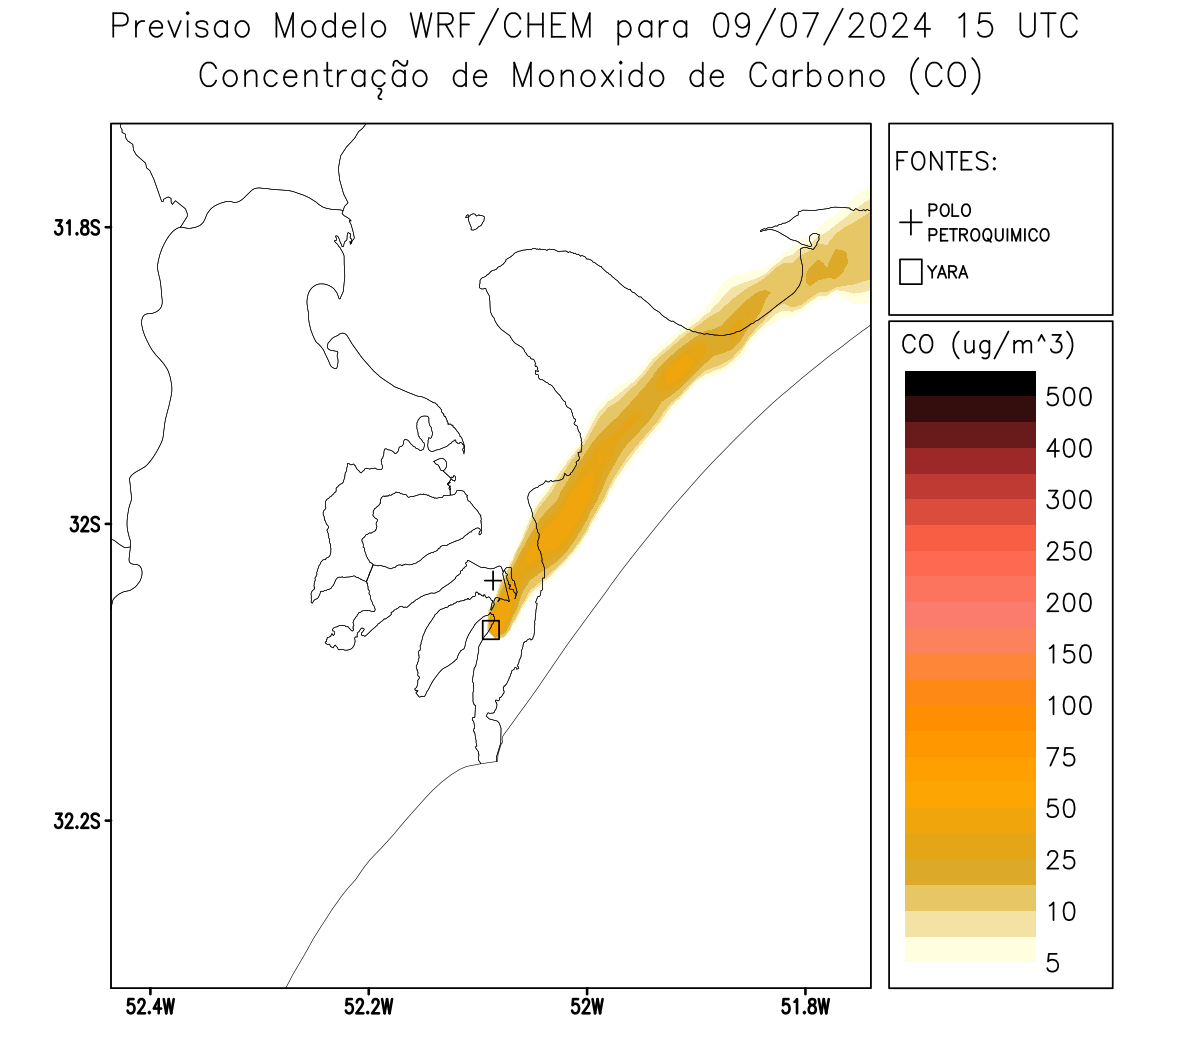 Previsao Modelo WRF/CHEM para 09/07/2024 15 UTC
Concentração de Monoxido de Carbono (CO)
FONTES:
POLO
PETROQUIMICO
YARA
CO (ug/m^3)
500
400
300
250
200
150
100
75
50
25
10
5
31.8S
32S
32.2S
52.4W
52.2W
52W
51.8W